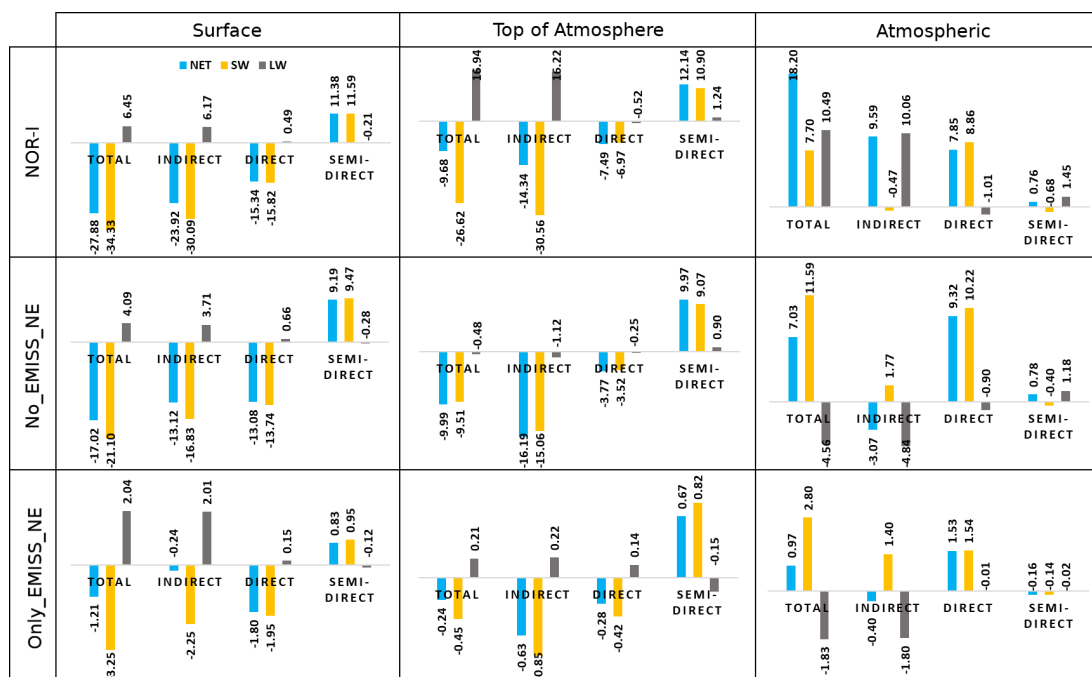 Surface
Top of Atmosphere
Atmospheric
NOR-I
NET SW LW
-27.88
-34.33
6.45
TOTAL
-23.92
-30.09
6.17
INDIRECT
-15.34
-15.82
0.49
DIRECT
11.38
11.59
-0.21
SEMI-
DIRECT
-9.68
-26.62
16.94
TOTAL
-14.34
-30.56
16.22
INDIRECT
-7.49
-6.97
-0.52
DIRECT
12.14
10.90
1.24
SEMI-
DIRECT
18.20
7.70
10.49
TOTAL
9.59
-0.47
10.06
INDIRECT
7.85
8.86
-1.01
DIRECT
0.76
-0.68
1.45
SEMI-
DIRECT
No_EMISS_NE
-17.02
-21.10
4.09
TOTAL
-13.12
-16.83
3.71
INDIRECT
-13.08
-13.74
0.66
DIRECT
9.19
9.47
-0.28
SEMI-
DIRECT
-9.99
-9.51
-0.48
TOTAL
-16.19
-15.06
-1.12
INDIRECT
-3.77
-3.52
-0.25
DIRECT
9.97
9.07
0.90
SEMI-
DIRECT
7.03
11.59
-4.56
TOTAL
-3.07
1.77
-4.84
INDIRECT
9.32
10.22
-0.90
DIRECT
0.78
-0.40
1.18
SEMI-
DIRECT
Only_EMISS_NE
-1.21
3.25
2.04
TOTAL
-0.24
-2.25
2.01
INDIRECT
-1.80
-1.95
0.15
DIRECT
0.83
0.95
-0.12
SEMI-
DIRECT
-0.24
-0.45
0.21
TOTAL
-0.63
0.85
0.22
INDIRECT
-0.28
-0.42
0.14
DIRECT
0.67
0.82
-0.15
SEMI-
DIRECT
0.97
2.80
-1.83
TOTAL
-0.40
1.40
-1.80
INDIRECT
1.53
1.54
-0.01
DIRECT
-0.16
-0.14
-0.02
SEMI-
DIRECT